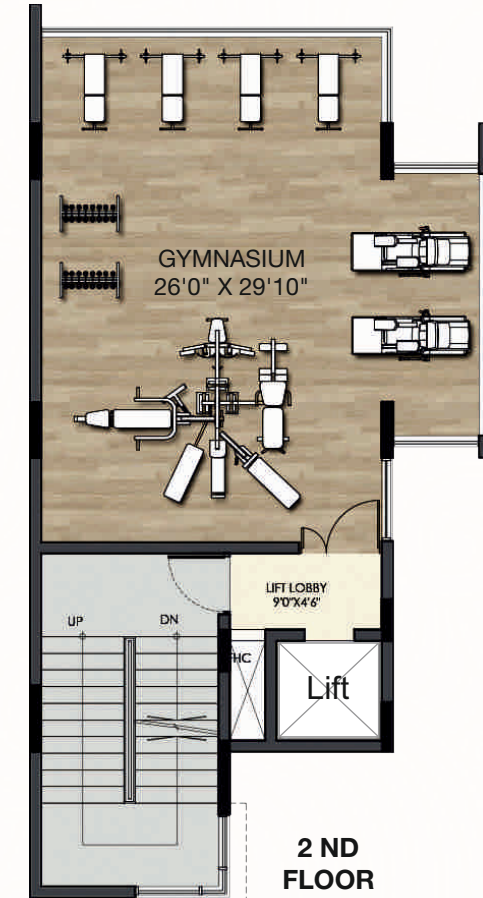 GYMNASIUM
26'0" X 29'10"
LIFT LOBBY
9'0"X4'6"
UP
DN
HC
Lift
2 ND
FLOOR